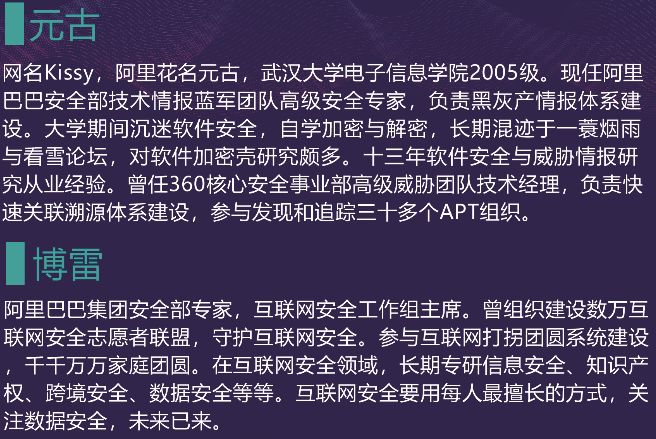 元古
网名Kissy，阿里花名元古，武汉大学电子信息学院2005级。现任阿里
巴巴安全部技术情报蓝军团队高级安全专家，负责黑灰产情报体系建
设。大学期间沉迷软件安全，自学加密与解密，长期混迹于一蓑烟雨
与看雪论坛，对软件加密壳研究颇多。十三年软件安全与威胁情报研
究从业经验。曾任360核心安全事业部高级威胁团队技术经理，负责快
速关联溯源体系建设，参与发现和追踪三十多个APT组织。
博雷
阿里巴巴集团安全部专家，互联网安全工作组主席。曾组织建设数万互
联网安全志愿者联盟，守护互联网安全。参与互联网打拐团圆系统建设
，千千万万家庭团圆。在互联网安全领域，长期专研信息安全、知识产
权、跨境安全、数据安全等等。互联网安全要用每人最擅长的方式，关
注数据安全，未来已来。